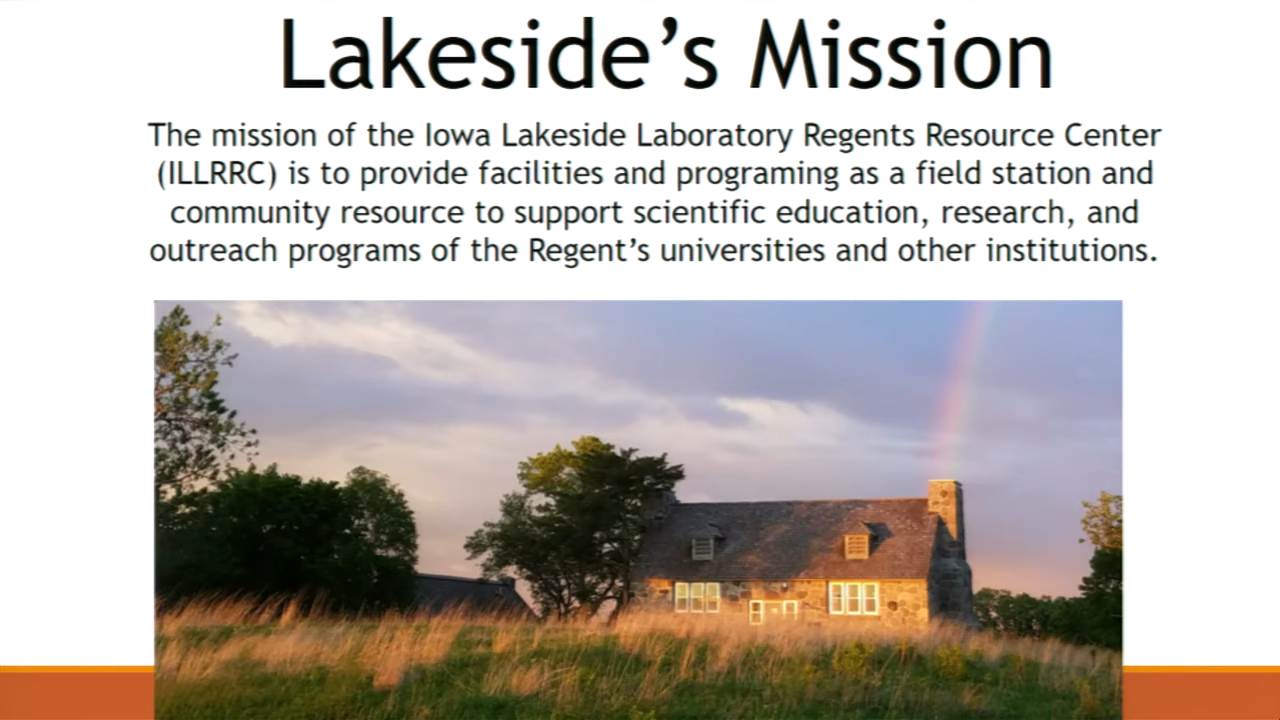 Lakeside’s Mission
The mission of the Iowa Lakeside Laboratory Regents Resource Center
(ILLRRC) is to provide facilities and programing as a field station and
community resource to support scientific education, research, and
outreach programs of the Regent’s universities and other institutions.